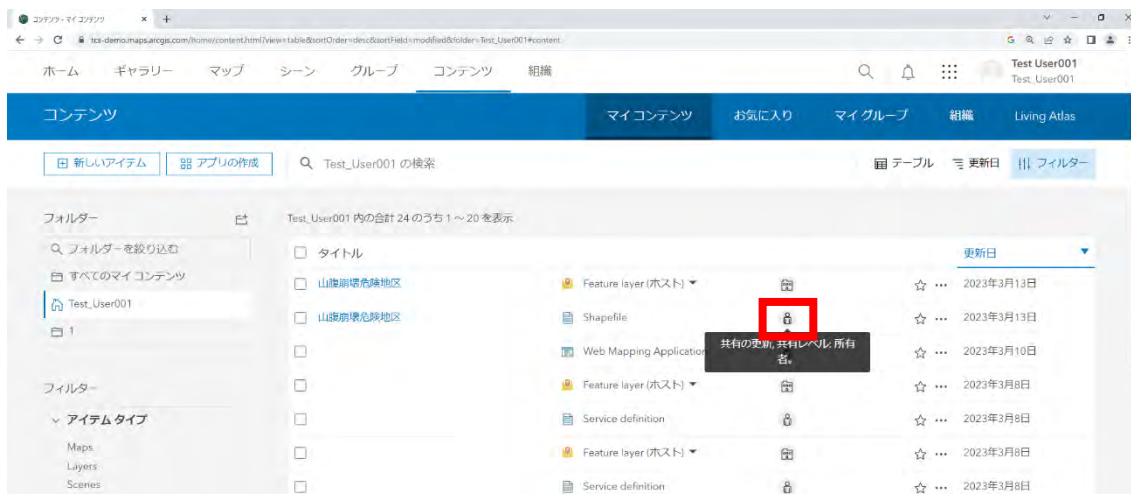 コンテンツ - マイ コンテンツ
tcs-demo.maps.arcgis.com/home/content.html?view=table&sortOrder=desc&sortField=modified&folder=Test_User001#content
ホーム ギャラリー マップ シーン グループ コンテンツ 組織 Test User001
Test_User001
コンテンツ マイ コンテンツ お気に入り マイ グループ 組織 Living Atlas
新しいアイテム アプリの作成 Test_User001 の検索 テーブル 更新日 フィルター
フォルダー Test_User001 内の合計 24 のうち 1 ~ 20 を表示
フォルダーを絞り込む タイトル 更新日
すべてのマイ コンテンツ 山腹崩壊危険地区 Feature layer (ホスト) 2023年3月13日
Test_User001 山腹崩壊危険地区 Shapefile 2023年3月13日
1
共有の更新, 共有レベル: 所有者。
Web Mapping Application 2023年3月10日
フィルター Feature layer (ホスト) 2023年3月8日
アイテム タイプ Service definition 2023年3月8日
Maps
Layers Feature layer (ホスト) 2023年3月8日
Scenes Service definition 2023年3月8日